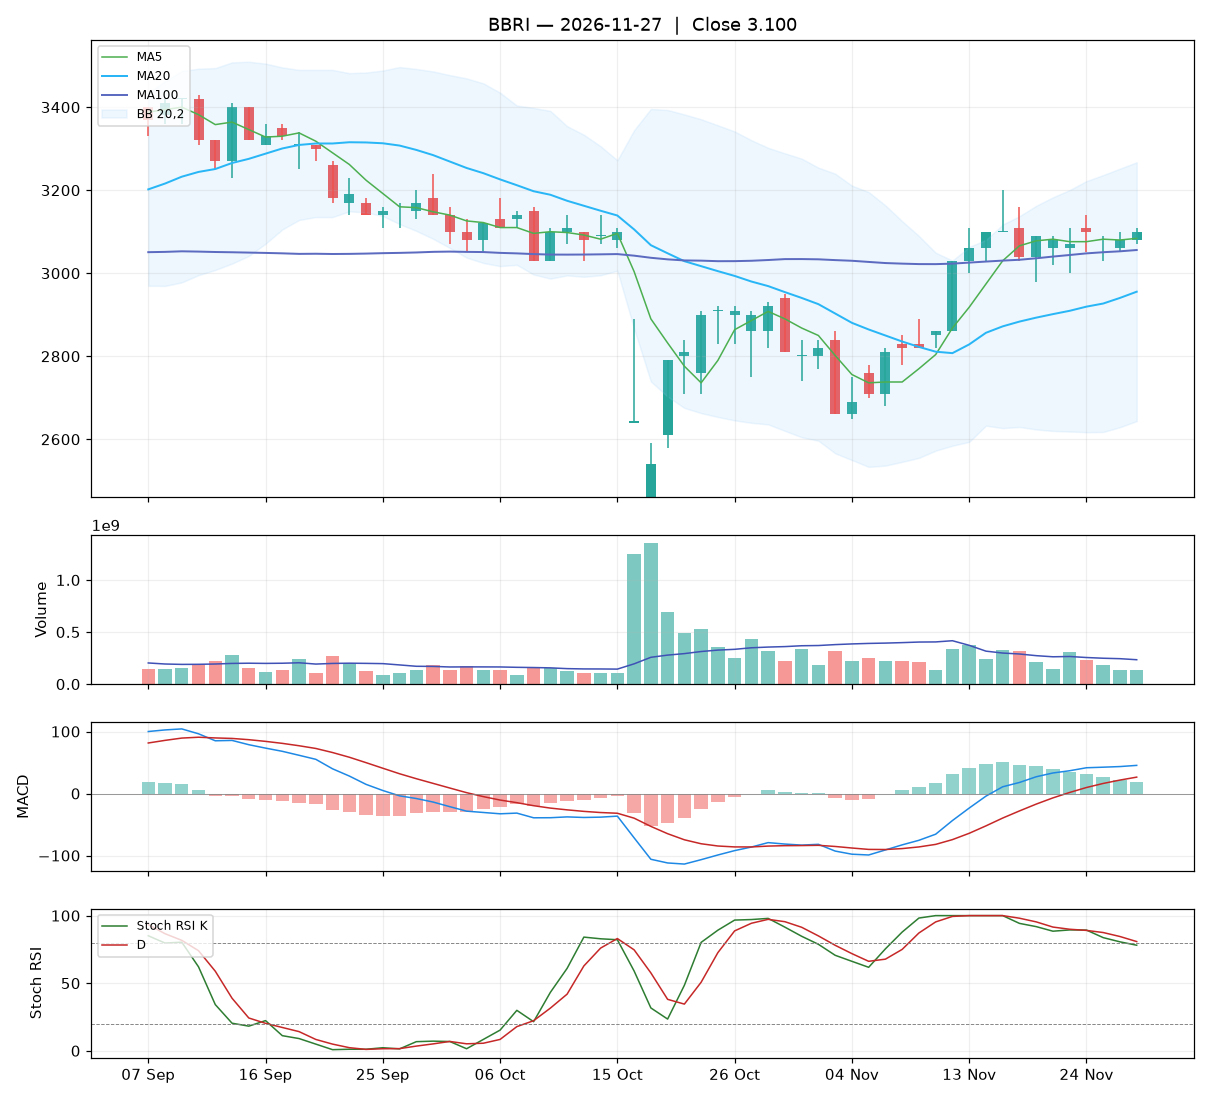 BBRI — 2026-11-27 | Close 3.100
MA5
MA20
MA100
BB 20,2
3400
3200
3000
2800
2600
1e9
Volume
1.0
0.5
0.0
MACD
100
0
−100
Stoch RSI
Stoch RSI K
D
100
50
0
07 Sep 16 Sep 25 Sep 06 Oct 15 Oct 26 Oct 04 Nov 13 Nov 24 Nov